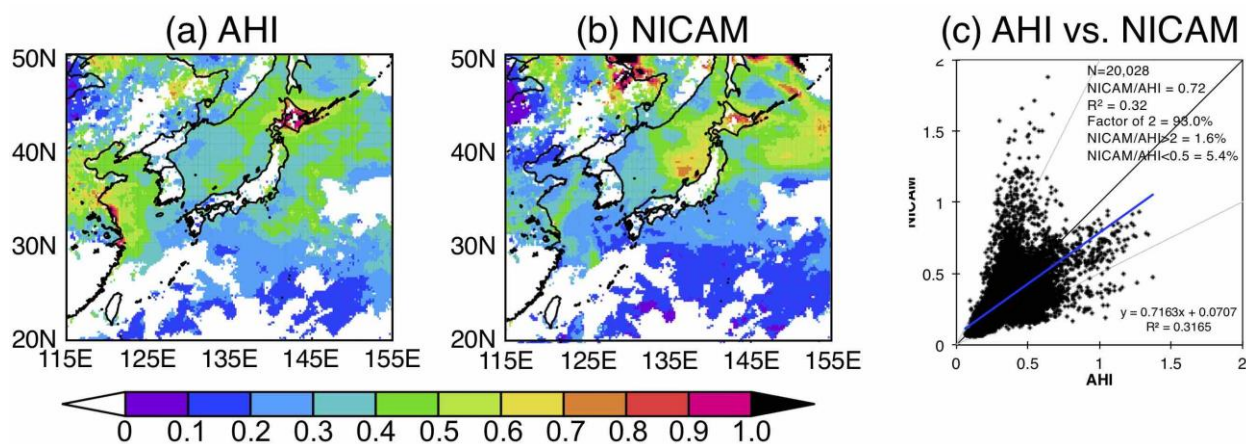 (a) AHI
(b) NICAM
(c) AHI vs. NICAM
50N
40N
30N
20N
115E 125E 135E 145E 155E
50N
40N
30N
20N
115E 125E 135E 145E 155E
0 0.1 0.2 0.3 0.4 0.5 0.6 0.7 0.8 0.9 1.0
2
1.5
1
0.5
0
NICAM
N=20,028
NICAM/AHI = 0.72
R² = 0.32
Factor of 2 = 93.0%
NICAM/AHI>2 = 1.6%
NICAM/AHI<0.5 = 5.4%
y = 0.7163x + 0.0707
R² = 0.3165
0 0.5 1 1.5 2
AHI